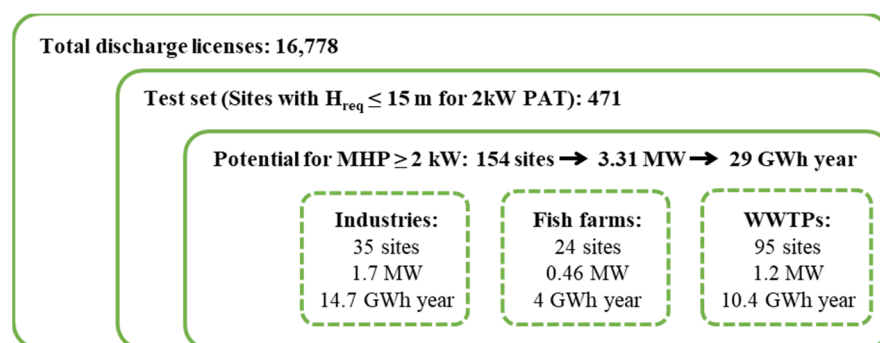 Total discharge licenses: 16,778
Test set (Sites with Hreq ≤ 15 m for 2kW PAT): 471
Potential for MHP ≥ 2 kW: 154 sites → 3.31 MW → 29 GWh year
Industries:
35 sites
1.7 MW
14.7 GWh year
Fish farms:
24 sites
0.46 MW
4 GWh year
WWTPs:
95 sites
1.2 MW
10.4 GWh year